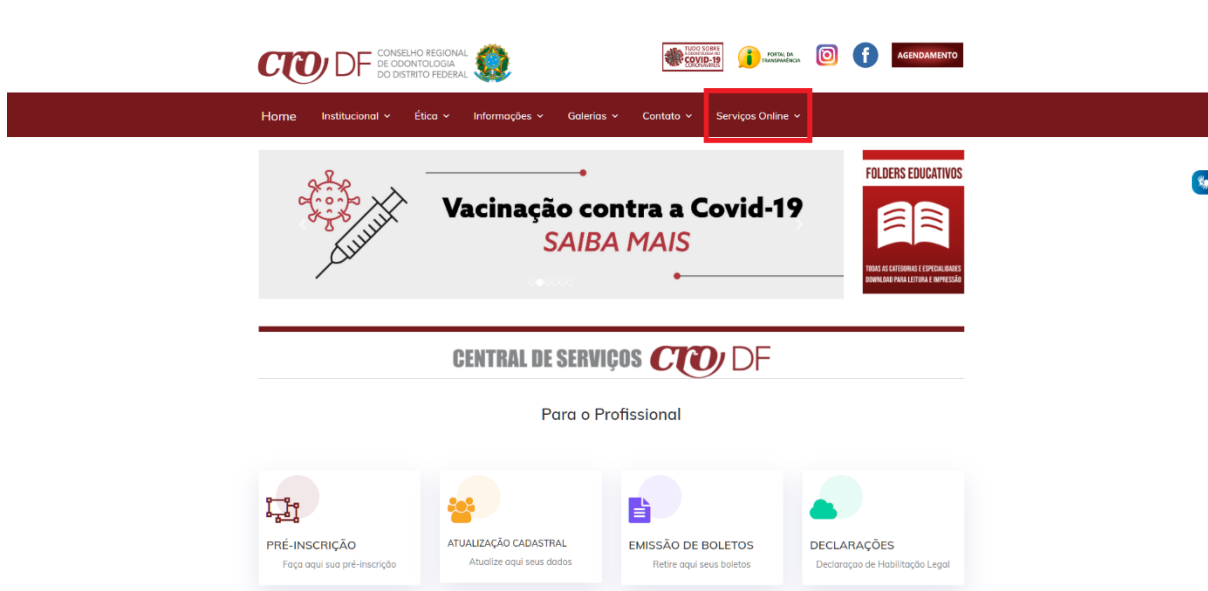 CRO DF
CONSELHO REGIONAL
DE ODONTOLOGIA
DO DISTRITO FEDERAL
TUDO SOBRE
COVID-19
CORONAVÍRUS
PORTAL DA
TRANSPARÊNCIA
AGENDAMENTO
Home Institucional Ética Informações Galerias Contato Serviços Online
Vacinação contra a Covid-19
SAIBA MAIS
FOLDERS EDUCATIVOS
TODAS AS CATEGORIAS E ESPECIALIDADES
DOWNLOAD PARA LEITURA E IMPRESSÃO
CENTRAL DE SERVIÇOS CRO DF
Para o Profissional
PRÉ-INSCRIÇÃO
Faça aqui sua pré-inscrição
ATUALIZAÇÃO CADASTRAL
Atualize aqui seus dados
EMISSÃO DE BOLETOS
Retire aqui seus boletos
DECLARAÇÕES
Declaraçao de Habilitação Legal